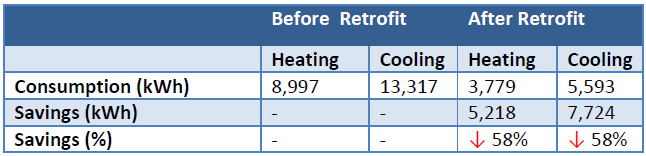 Before Retrofit After Retrofit
Heating Cooling Heating Cooling
Consumption (kWh) 8,997 13,317 3,779 5,593
Savings (kWh) - - 5,218 7,724
Savings (%) - - ↓ 58% ↓ 58%